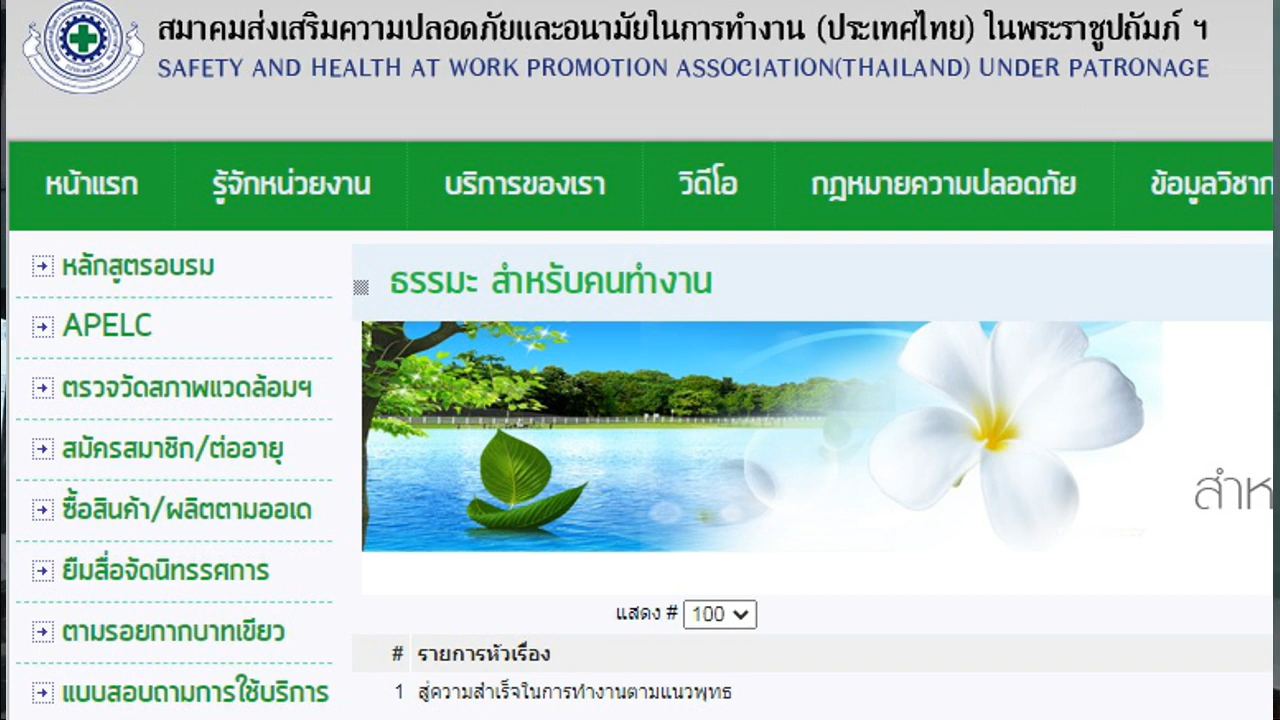 สมาคมส่งเสริมความปลอดภัยและอนามัยในการทำงาน (ประเทศไทย) ในพระราชูปถัมภ์ ฯ
SAFETY AND HEALTH AT WORK PROMOTION ASSOCIATION(THAILAND) UNDER PATRONAGE
หน้าแรก รู้จักหน่วยงาน บริการของเรา วิดีโอ กฎหมายความปลอดภัย ข้อมูลวิชาก
หลักสูตรอบรม
APELC
ตรวจวัดสภาพแวดล้อมฯ
สมัครสมาชิก/ต่ออายุ
ซื้อสินค้า/ผลิตตามออเด
ยืมสื่อจัดนิทรรศการ
ตามรอยกากบาทเขียว
แบบสอบถามการใช้บริการ
ธรรมะ สำหรับคนทำงาน
สำห
แสดง # 100
# รายการหัวเรื่อง
1 สู่ความสำเร็จในการทำงานตามแนวพุทธ